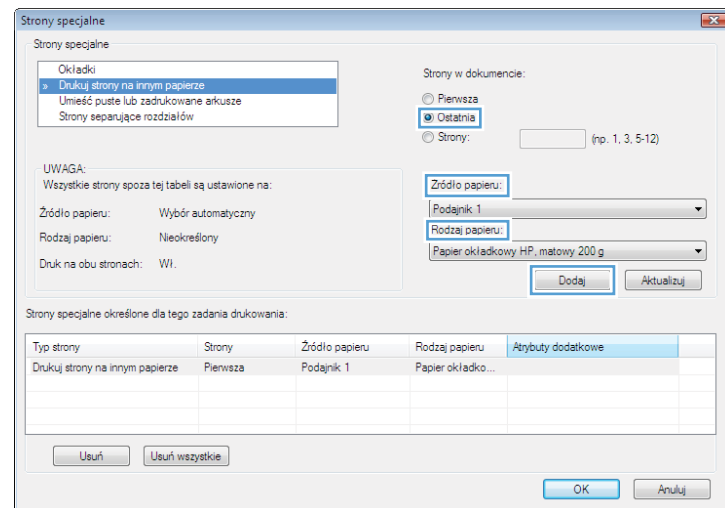 Strony specjalne
Strony specjalne
Okładki
» Drukuj strony na innym papierze
Umieść puste lub zadrukowane arkusze
Strony separujące rozdziałów
Strony w dokumencie:
Pierwsza
Ostatnia
Strony: (np. 1, 3, 5-12)
UWAGA:
Wszystkie strony spoza tej tabeli są ustawione na:
Źródło papieru: Wybór automatyczny
Rodzaj papieru: Nieokreślony
Druk na obu stronach: Wł.
Źródło papieru:
Podajnik 1
Rodzaj papieru:
Papier okładkowy HP, matowy 200 g
Dodaj Aktualizuj
Strony specjalne określone dla tego zadania drukowania:
Typ strony Strony Źródło papieru Rodzaj papieru Atrybuty dodatkowe
Drukuj strony na innym papierze Pierwsza Podajnik 1 Papier okładko...
Usuń Usuń wszystkie
OK Anuluj